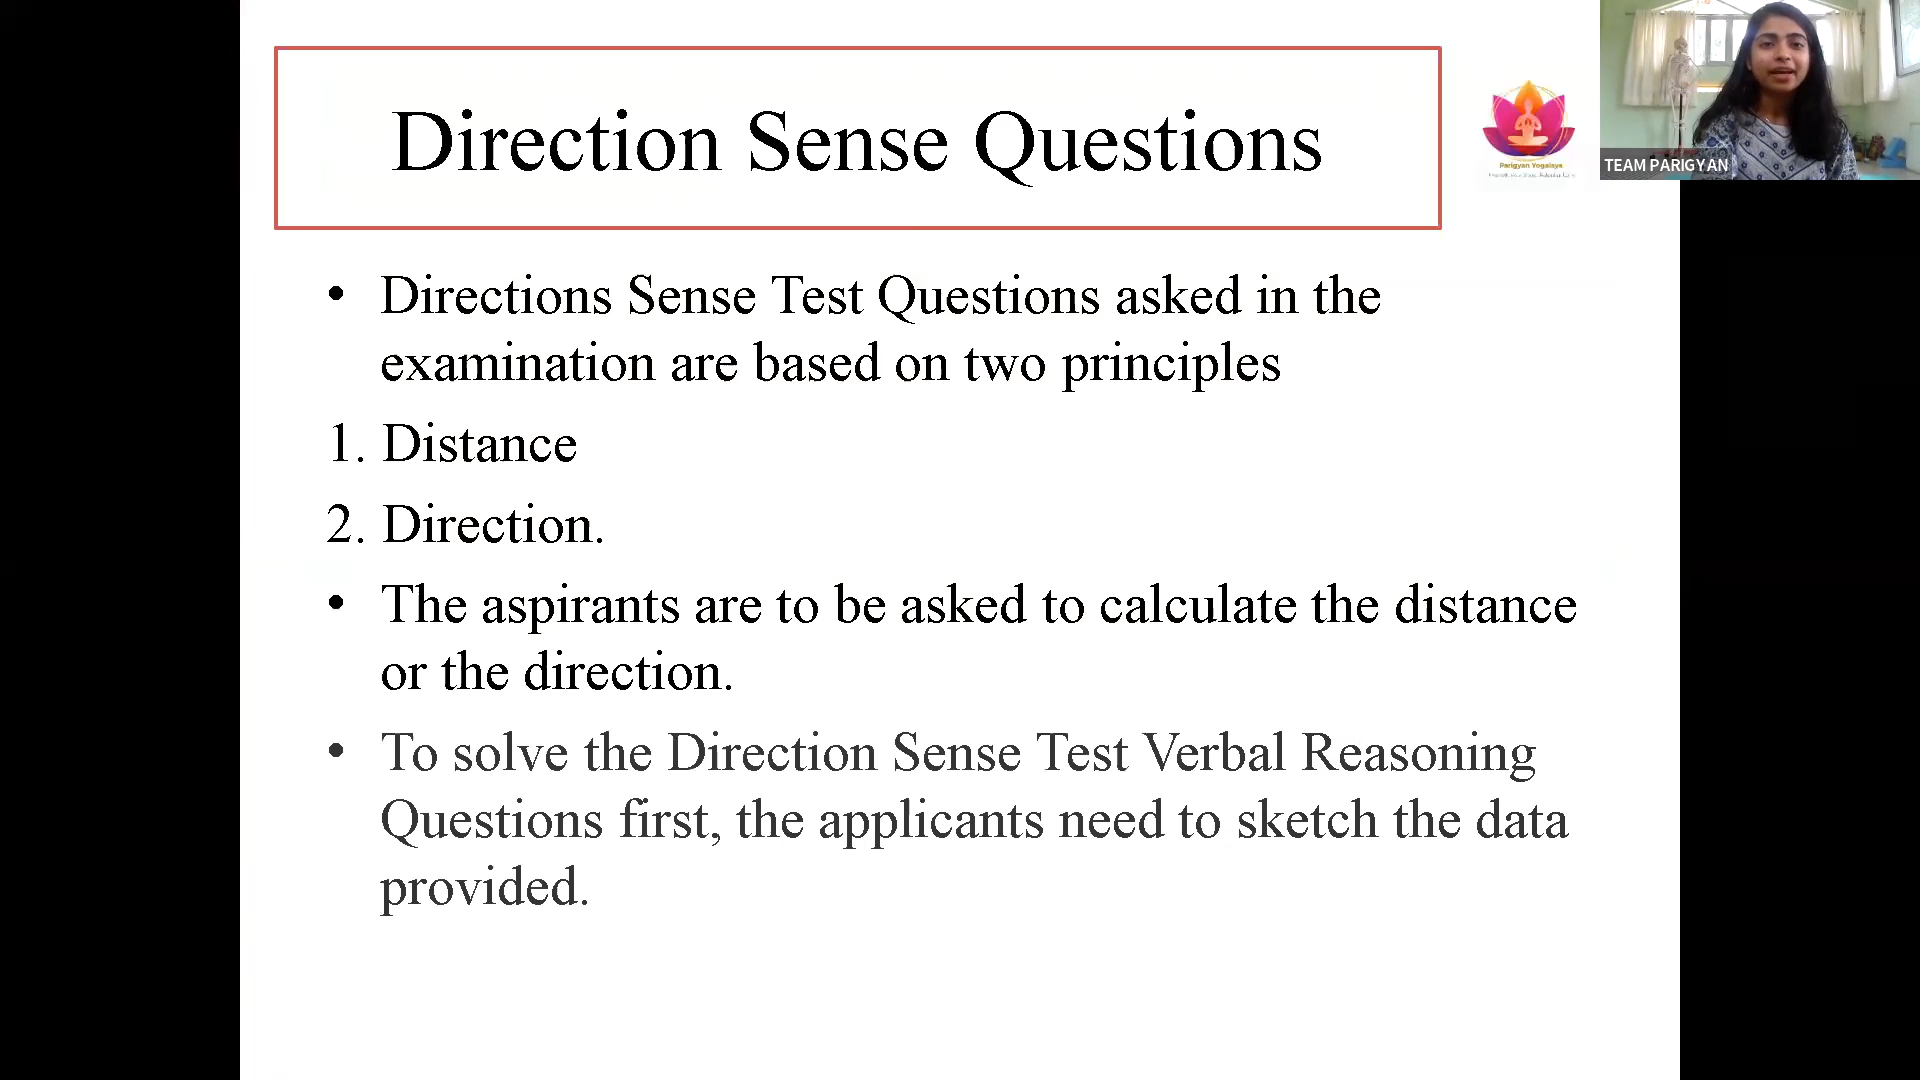 Direction Sense Questions
Parigyan Yogalaya
TEAM PARIGYAN
• Directions Sense Test Questions asked in the
examination are based on two principles
1. Distance
2. Direction.
• The aspirants are to be asked to calculate the distance
or the direction.
• To solve the Direction Sense Test Verbal Reasoning
Questions first, the applicants need to sketch the data
provided.